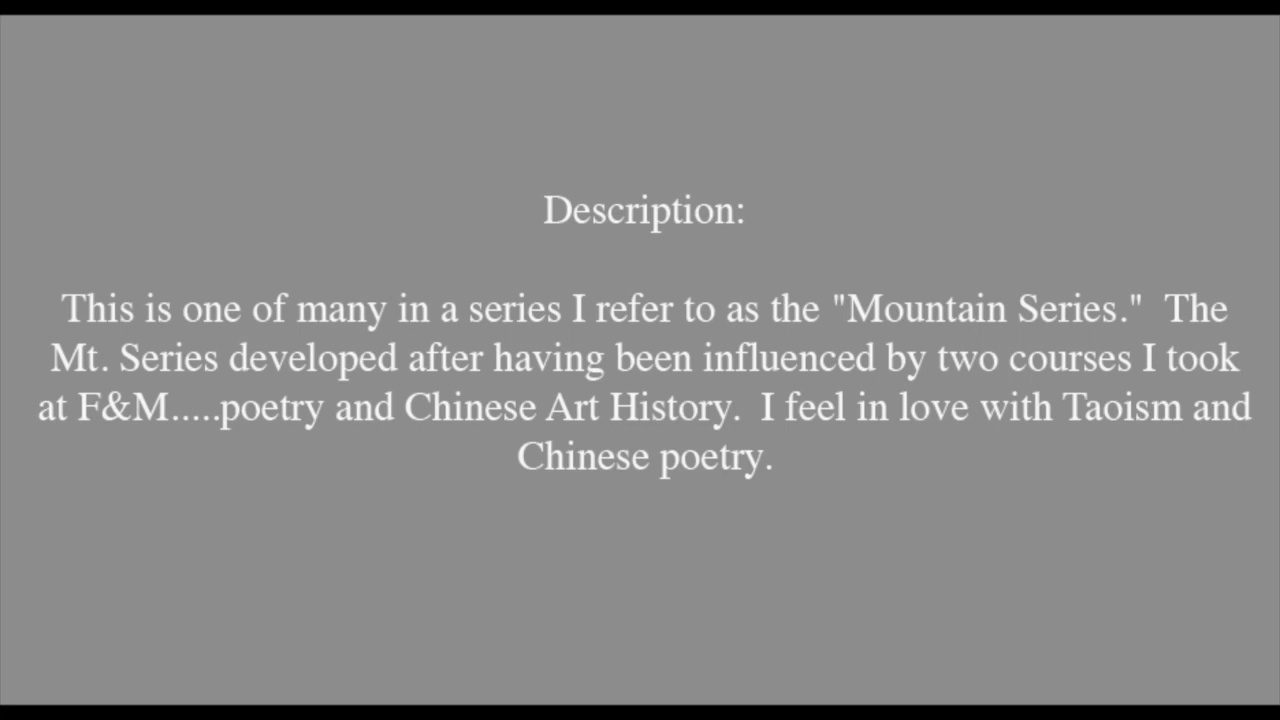 Description:
This is one of many in a series I refer to as the "Mountain Series."  The
Mt. Series developed after having been influenced by two courses I took
at F&M.....poetry and Chinese Art History.  I feel in love with Taoism and
Chinese poetry.